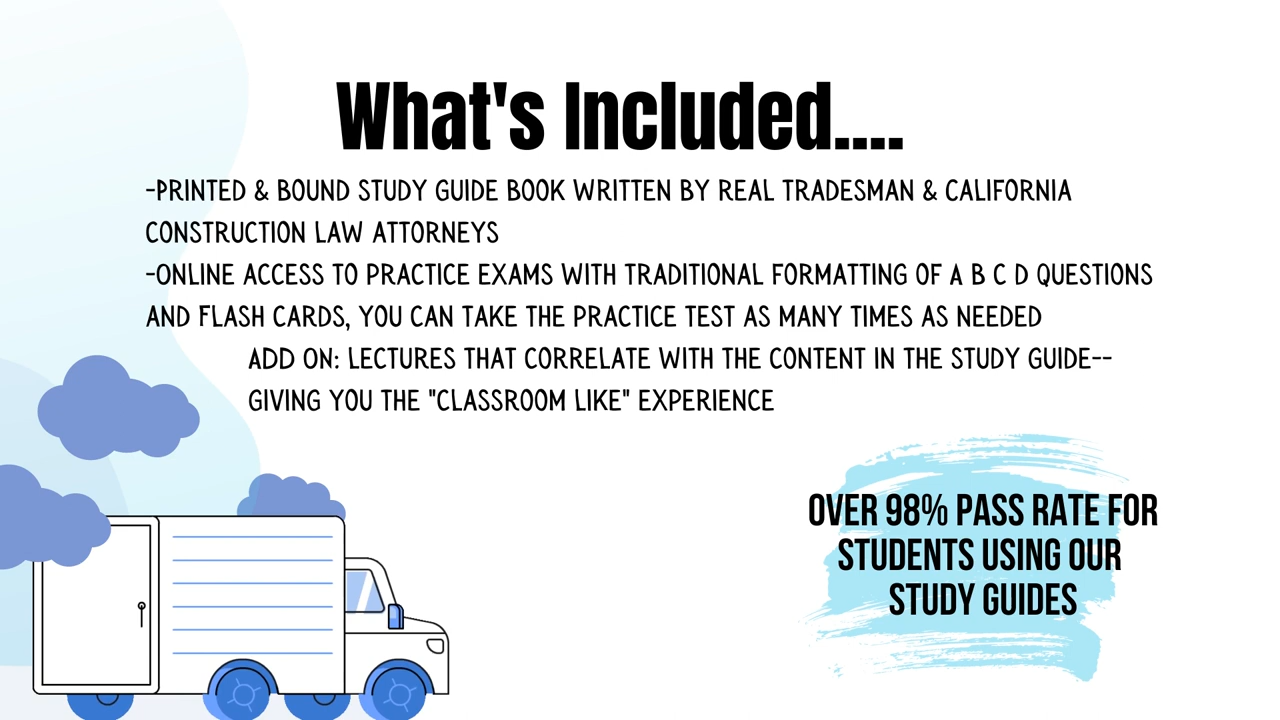 What's Included....
-PRINTED & BOUND STUDY GUIDE BOOK WRITTEN BY REAL TRADESMAN & CALIFORNIA
CONSTRUCTION LAW ATTORNEYS
-ONLINE ACCESS TO PRACTICE EXAMS WITH TRADITIONAL FORMATTING OF A B C D QUESTIONS
AND FLASH CARDS, YOU CAN TAKE THE PRACTICE TEST AS MANY TIMES AS NEEDED
ADD ON: LECTURES THAT CORRELATE WITH THE CONTENT IN THE STUDY GUIDE--
GIVING YOU THE "CLASSROOM LIKE" EXPERIENCE
OVER 98% PASS RATE FOR
STUDENTS USING OUR
STUDY GUIDES